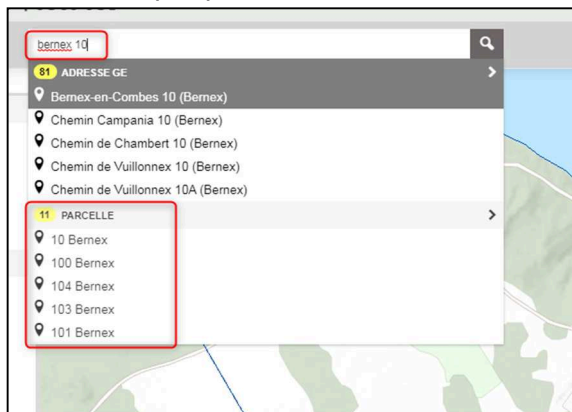 bernex 10
81 ADRESSE GE
Bernex-en-Combes 10 (Bernex)
Chemin Campania 10 (Bernex)
Chemin de Chambert 10 (Bernex)
Chemin de Vuillonnex 10 (Bernex)
Chemin de Vuillonnex 10A (Bernex)
11 PARCELLE
10 Bernex
100 Bernex
104 Bernex
103 Bernex
101 Bernex